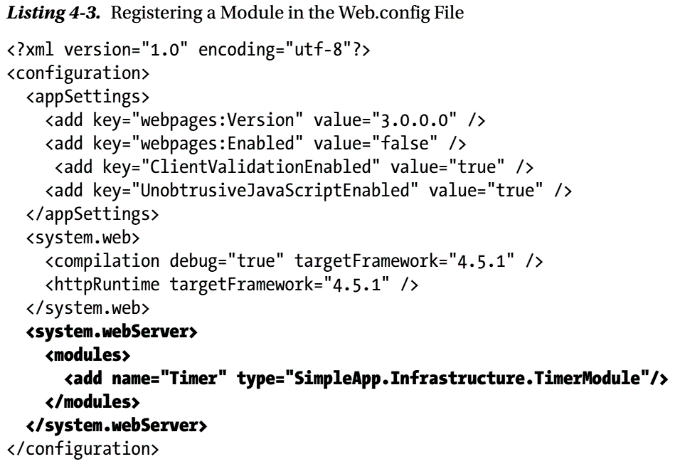 Listing 4-3. Registering a Module in the Web.config File
<?xml version="1.0" encoding="utf-8"?>
<configuration>
  <appSettings>
    <add key="webpages:Version" value="3.0.0.0" />
    <add key="webpages:Enabled" value="false" />
     <add key="ClientValidationEnabled" value="true" />
    <add key="UnobtrusiveJavaScriptEnabled" value="true" />
  </appSettings>
  <system.web>
    <compilation debug="true" targetFramework="4.5.1" />
    <httpRuntime targetFramework="4.5.1" />
  </system.web>
  <system.webServer>
    <modules>
      <add name="Timer" type="SimpleApp.Infrastructure.TimerModule"/>
    </modules>
  </system.webServer>
</configuration>